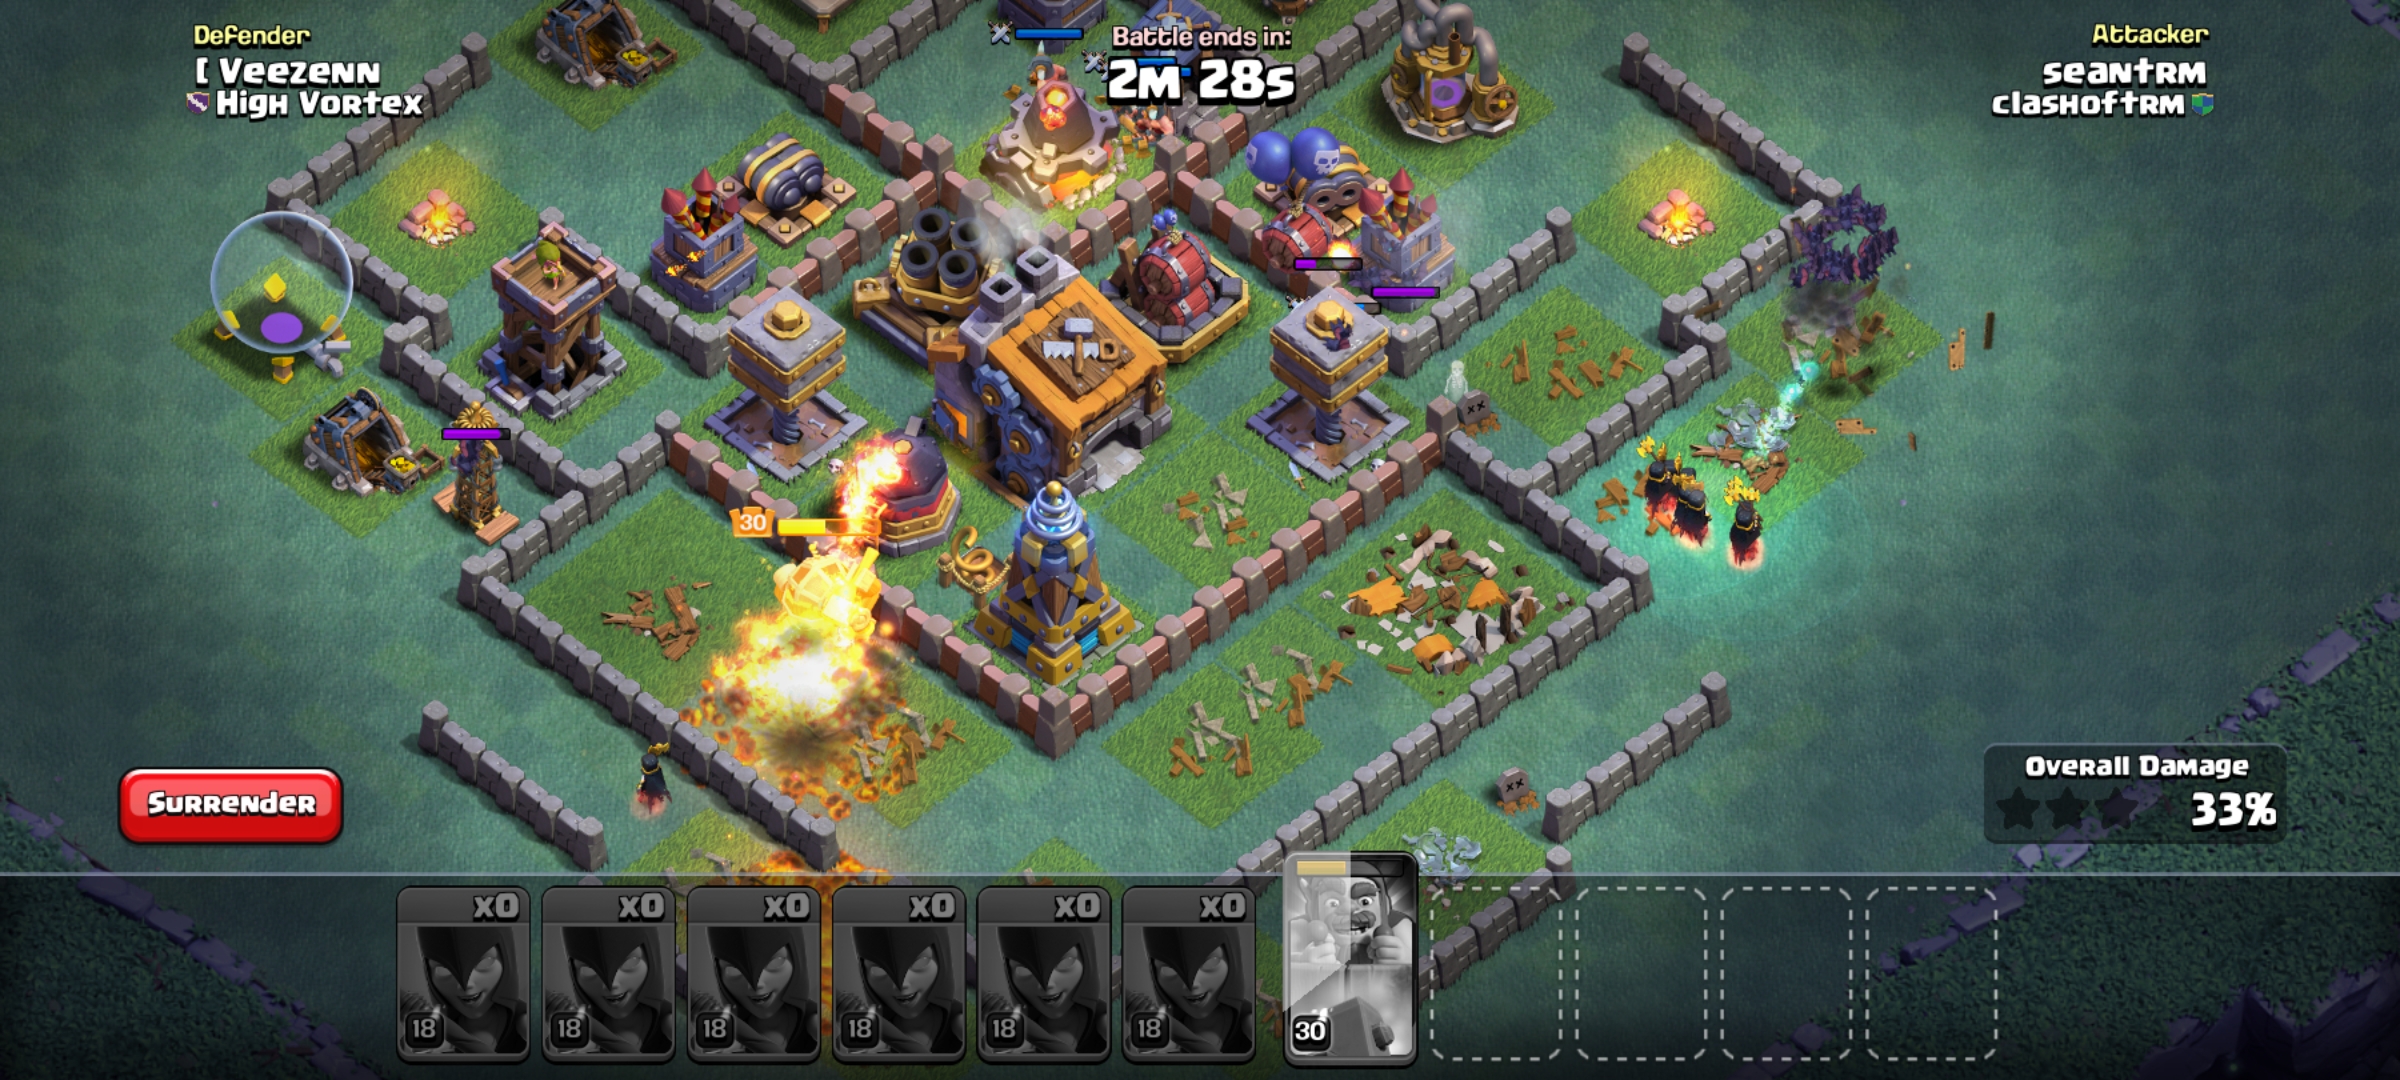 Defender
[ Veezenn
High Vortex
Battle ends in:
2M 28s
Attacker
seantRM
clashoftRM
30
Surrender
Overall Damage
33%
x0 x0 x0 x0 x0 x0
18 18 18 18 18 18 30